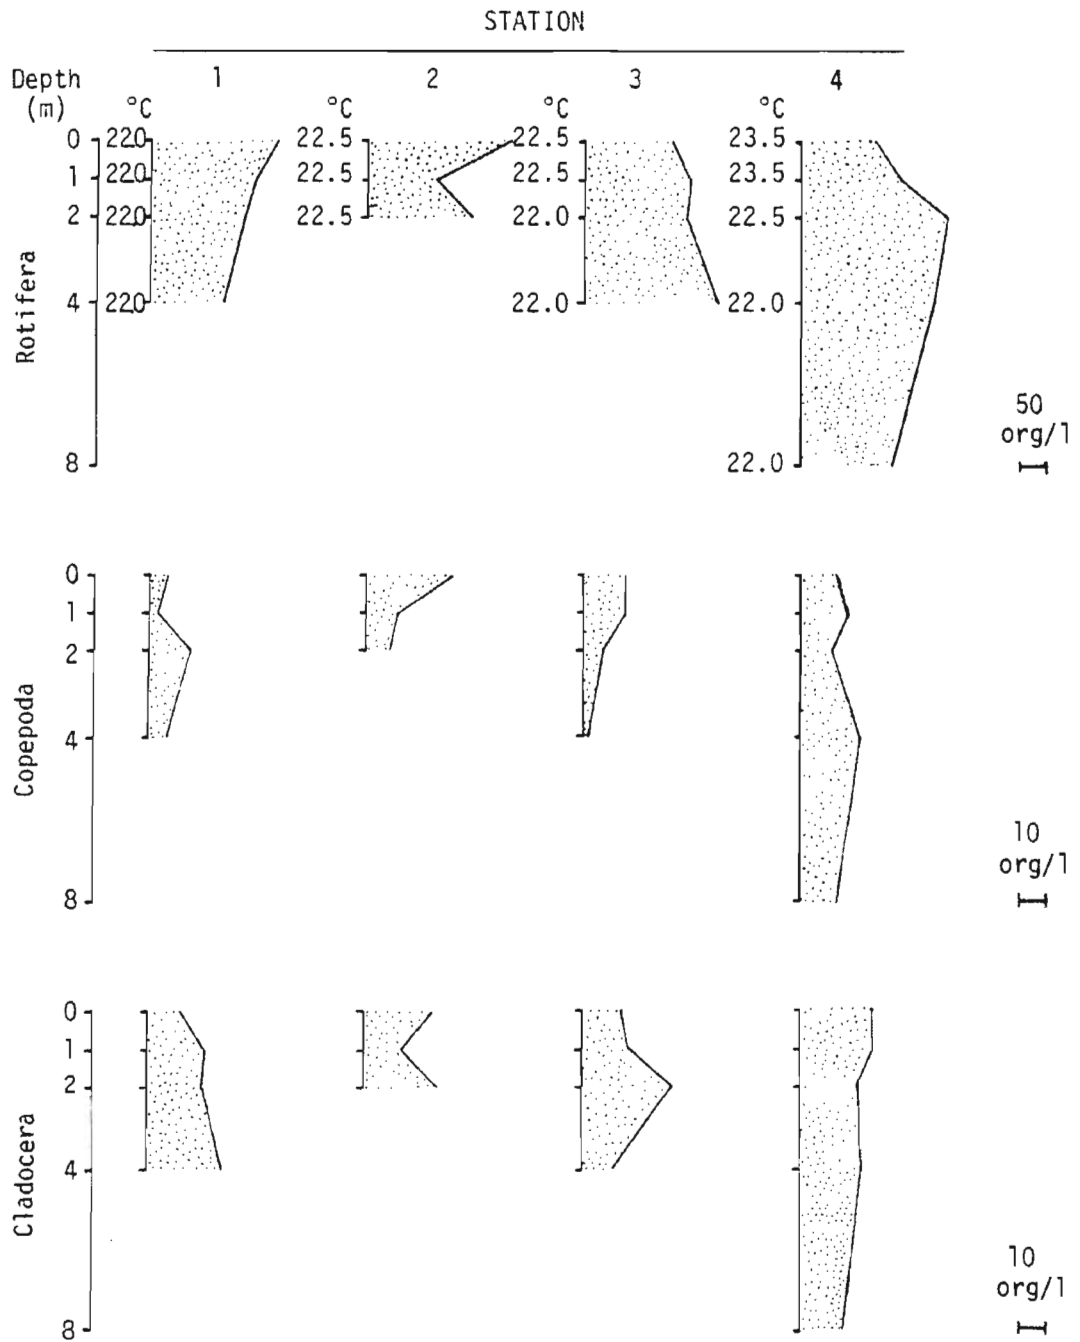 STATION
Depth 1 2 3 4
(m) °C °C °C °C
0 22.0 22.5 22.5 23.5
1 22.0 22.5 22.5 23.5
2 22.0 22.5 22.0 22.5
Rotifera
4 22.0 22.0 22.0
50
org/l
8 22.0
0
1
2
Copepoda
4
10
org/l
8
0
1
2
Cladocera
4
10
org/l
8